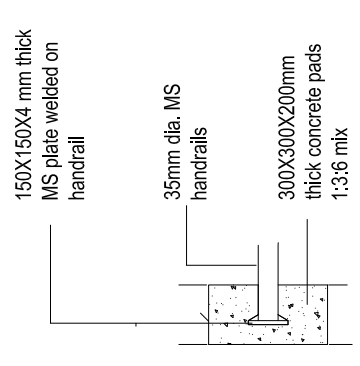 150X150X4 mm thick
MS plate welded on
handrail
35mm dia. MS
handrails
300X300X200mm
thick concrete pads
1:3:6 mix